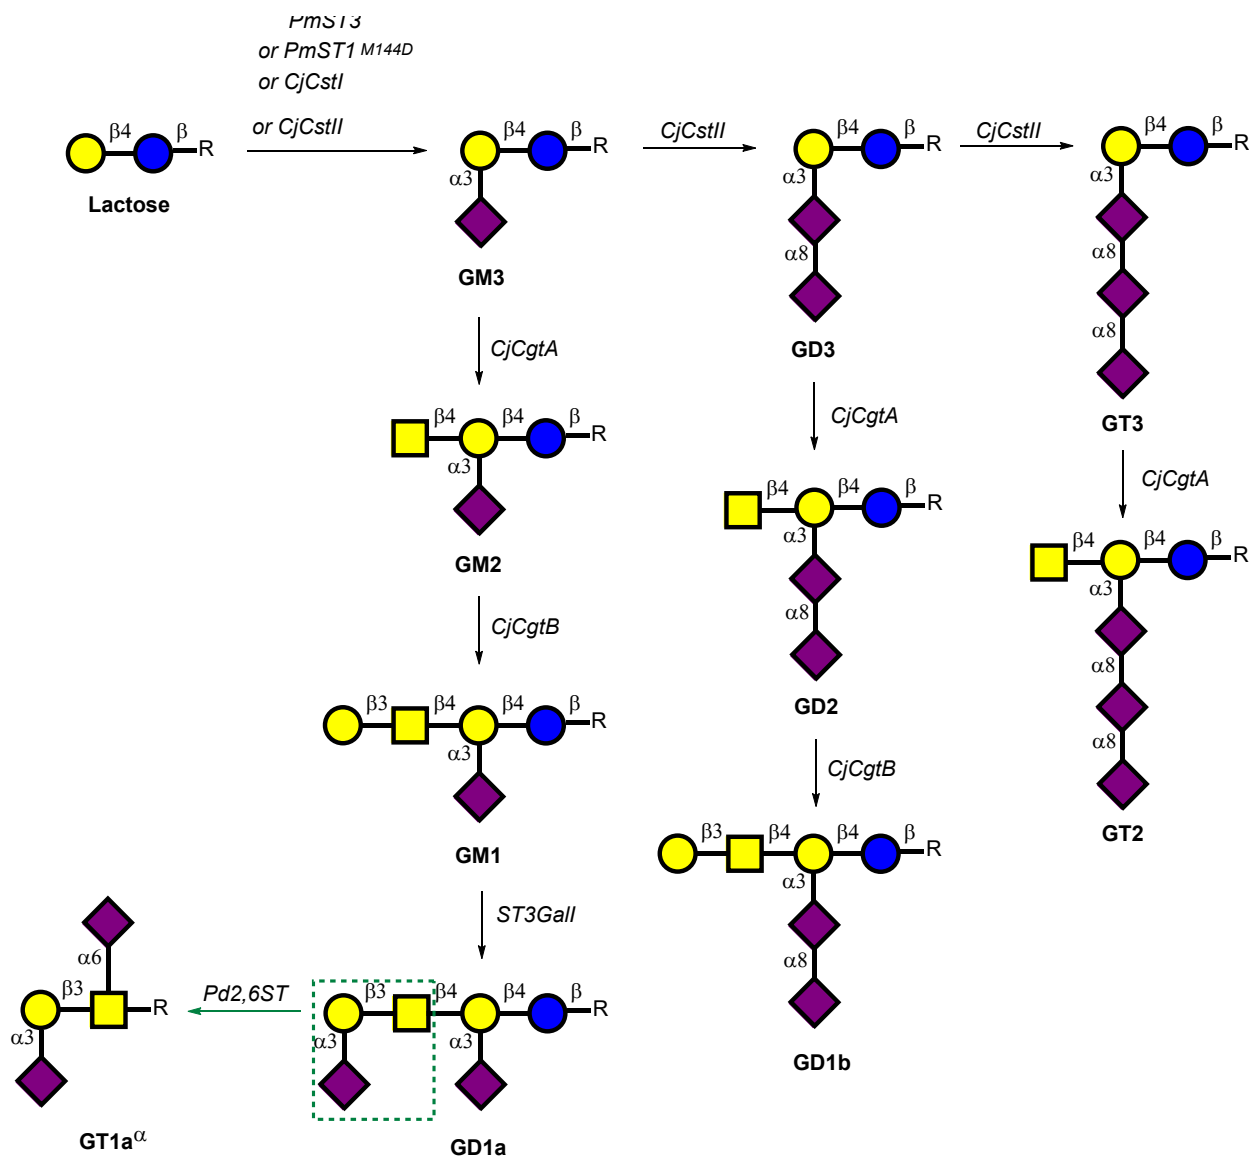 PmST3
or PmST1 M144D
or CjCstI
or CjCstII
β4 β R
Lactose
β4 β R
α3
GM3
CjCstII
β4 β R
α3
α8
GD3
CjCstII
β4 β R
α3
α8
α8
GT3
CjCgtA
β4 β4 β R
α3
GM2
CjCgtB
β3 β4 β4 β R
α3
GM1
ST3GalI
β3 β4 β4 β R
α3 α3
GD1a
Pd2,6ST
α6
β3 R
α3
GT1aα
CjCgtA
β4 β4 β R
α3
α8
GD2
CjCgtB
β3 β4 β4 β R
α3
α8
GD1b
CjCgtA
β4 β4 β R
α3
α8
α8
GT2